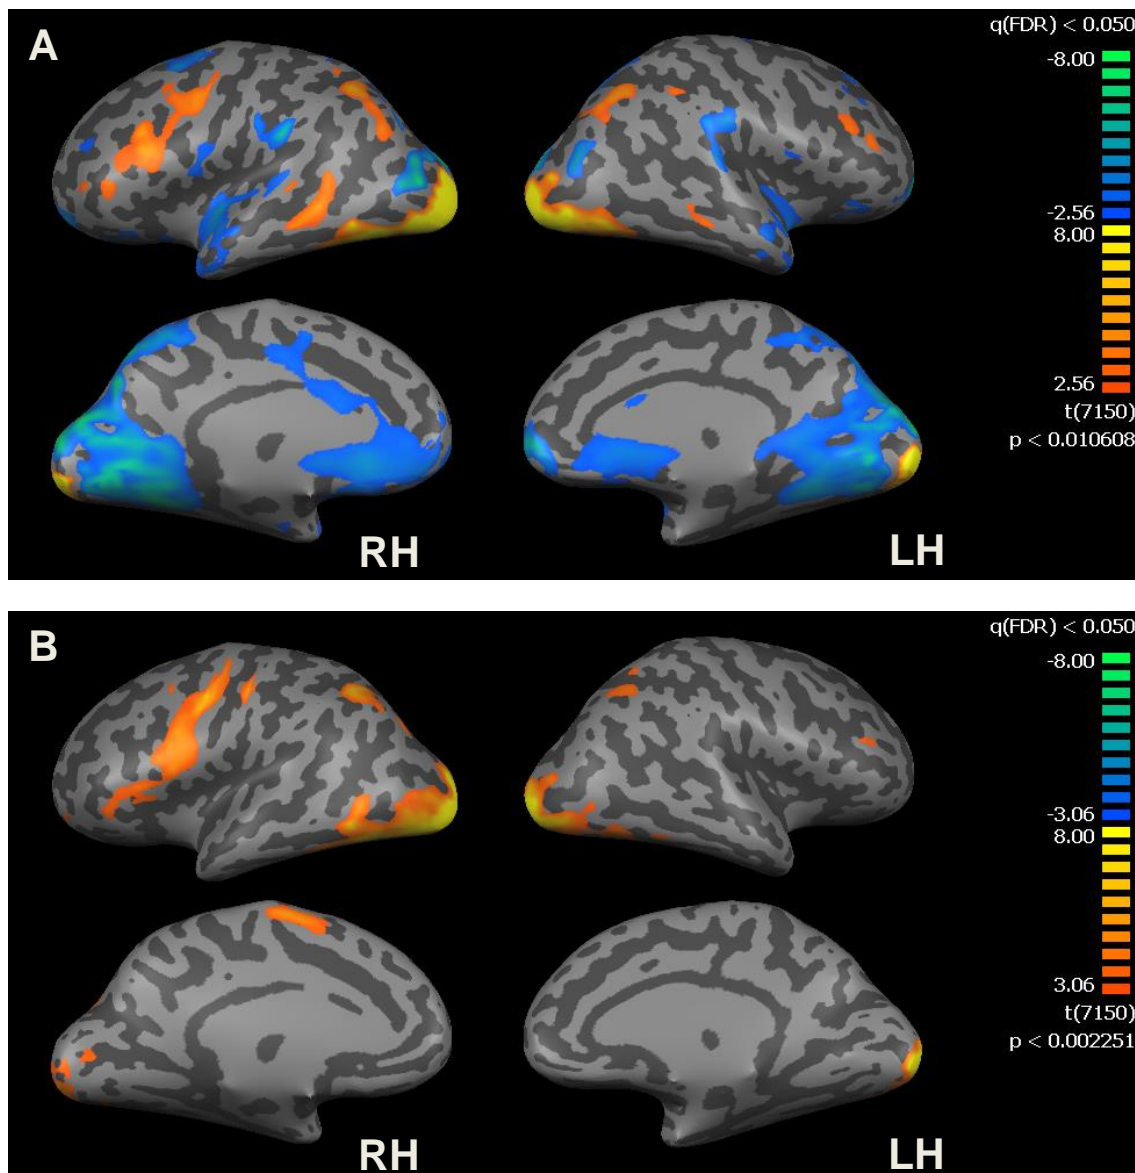 A
q(FDR) < 0.050
-8.00
-2.56
8.00
2.56
t(7150)
p < 0.010608
RH
LH
B
q(FDR) < 0.050
-8.00
-3.06
8.00
3.06
t(7150)
p < 0.002251
RH
LH